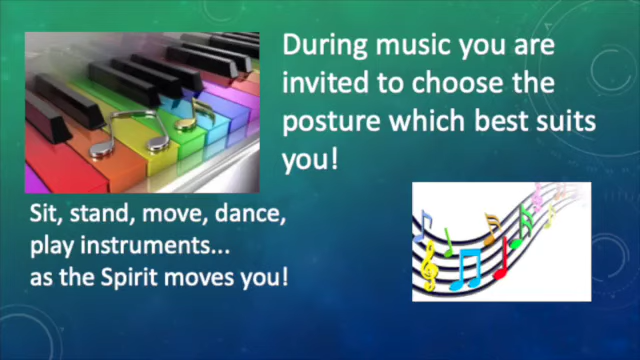 During music you are
invited to choose the
posture which best suits
you!
Sit, stand, move, dance,
play instruments...
as the Spirit moves you!